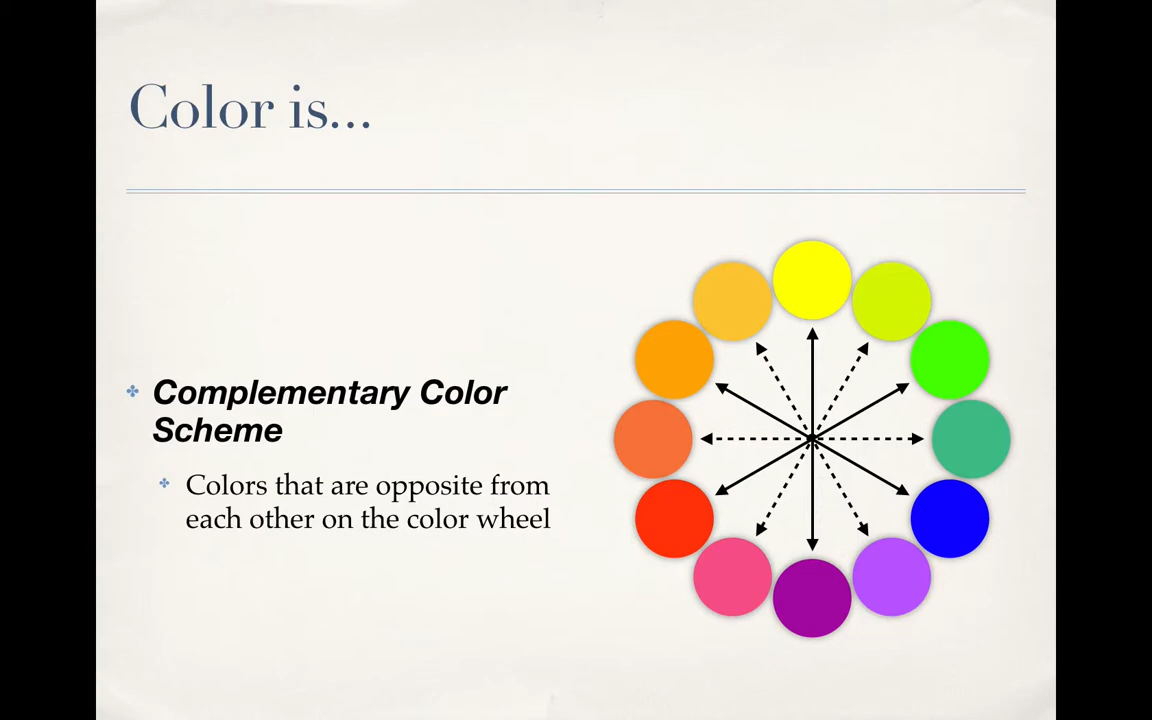 Color is...
Complementary Color
Scheme
Colors that are opposite from
each other on the color wheel